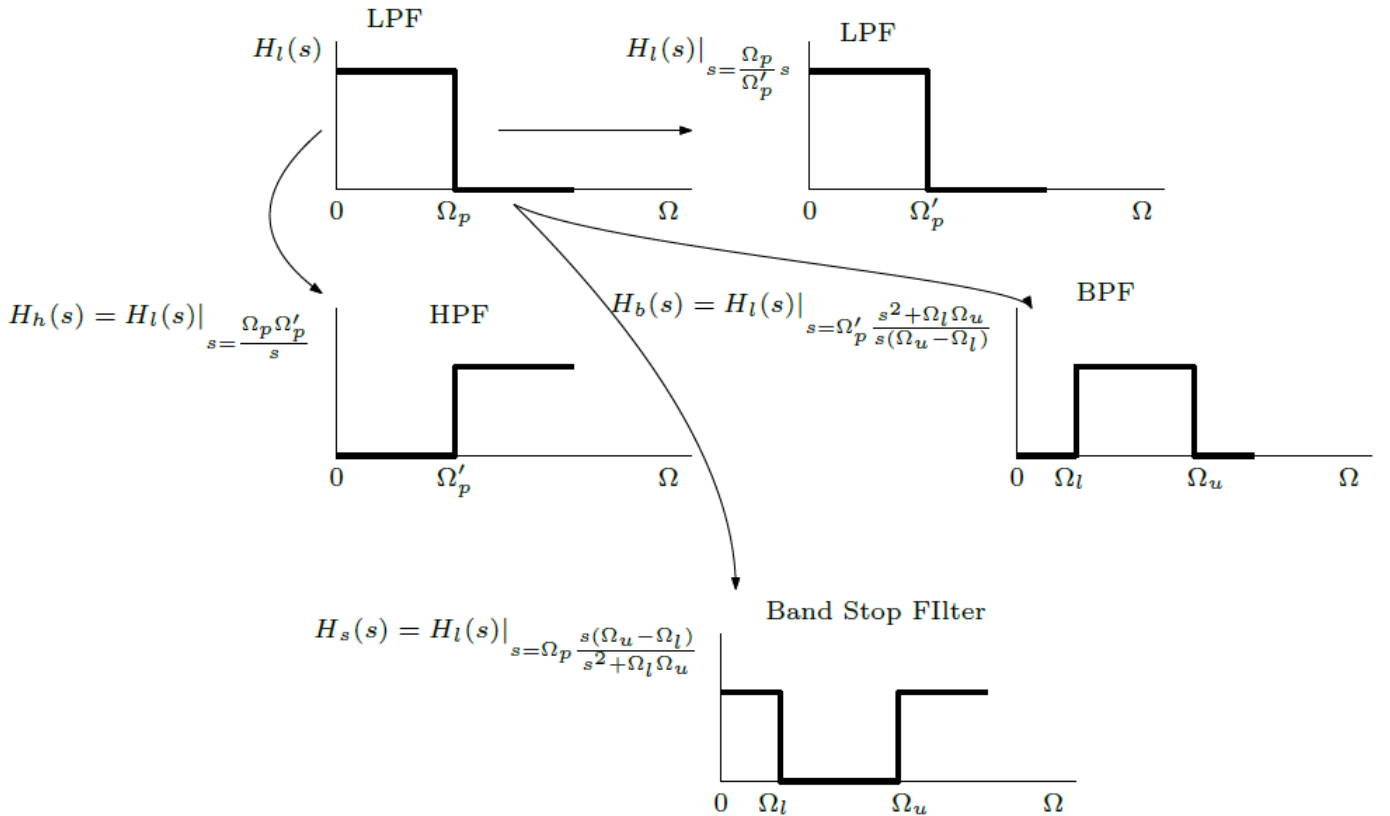 LPF
H_l(s)
0 Ω_p Ω
LPF
H_l(s)|_{s=\frac{Ω_p}{Ω'_p}s}
0 Ω'_p Ω
H_h(s) = H_l(s)|_{s=\frac{Ω_pΩ'_p}{s}}
HPF
0 Ω'_p Ω
H_b(s) = H_l(s)|_{s=Ω'_p\frac{s^2+Ω_lΩ_u}{s(Ω_u−Ω_l)}}
BPF
0 Ω_l Ω_u Ω
Band Stop FIlter
H_s(s) = H_l(s)|_{s=Ω_p\frac{s(Ω_u−Ω_l)}{s^2+Ω_lΩ_u}}
0 Ω_l Ω_u Ω